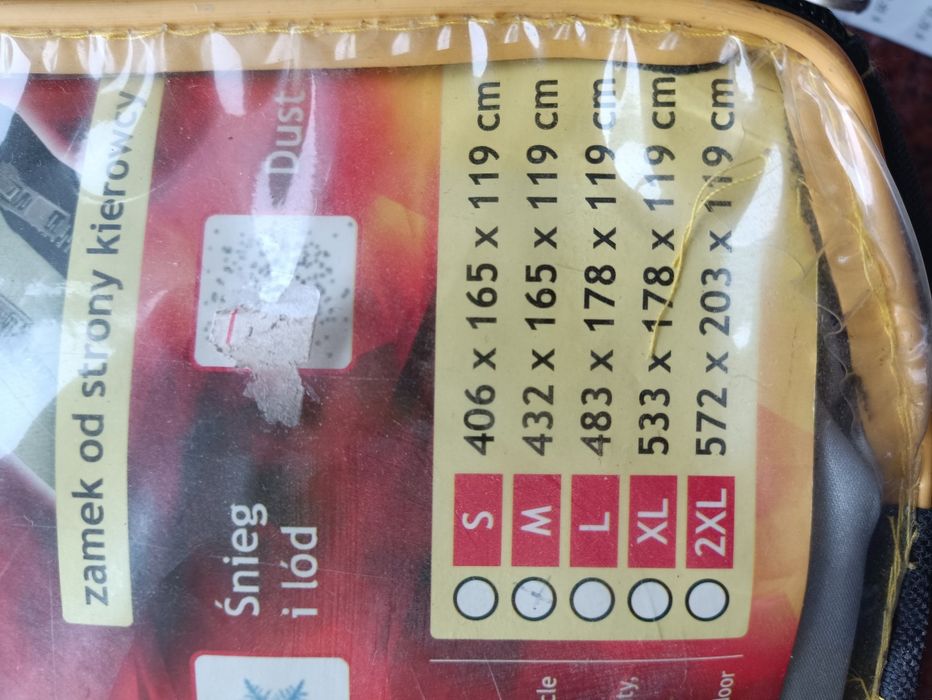 zamek od strony kierowcy
Śnieg
i lód
Dust
S 406 x 165 x 119 cm
M 432 x 165 x 119 cm
L 483 x 178 x 119 cm
XL 533 x 178 x 119 cm
2XL 572 x 203 x 119 cm